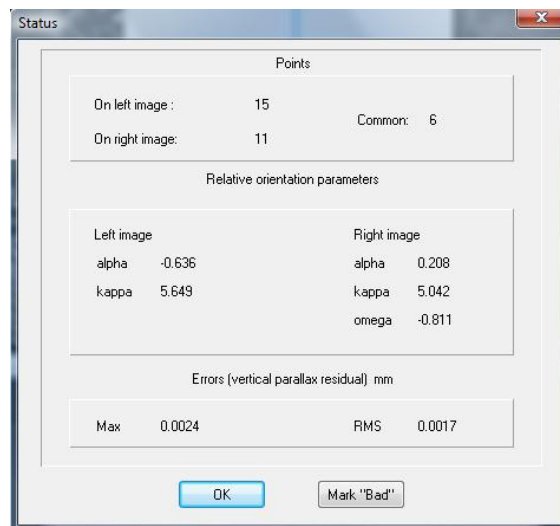 Status
Points
On left image : 15
Common: 6
On right image: 11
Relative orientation parameters
Left image Right image
alpha -0.636 alpha 0.208
kappa 5.649 kappa 5.042
omega -0.811
Errors (vertical parallax residual) mm
Max 0.0024 RMS 0.0017
OK Mark "Bad"